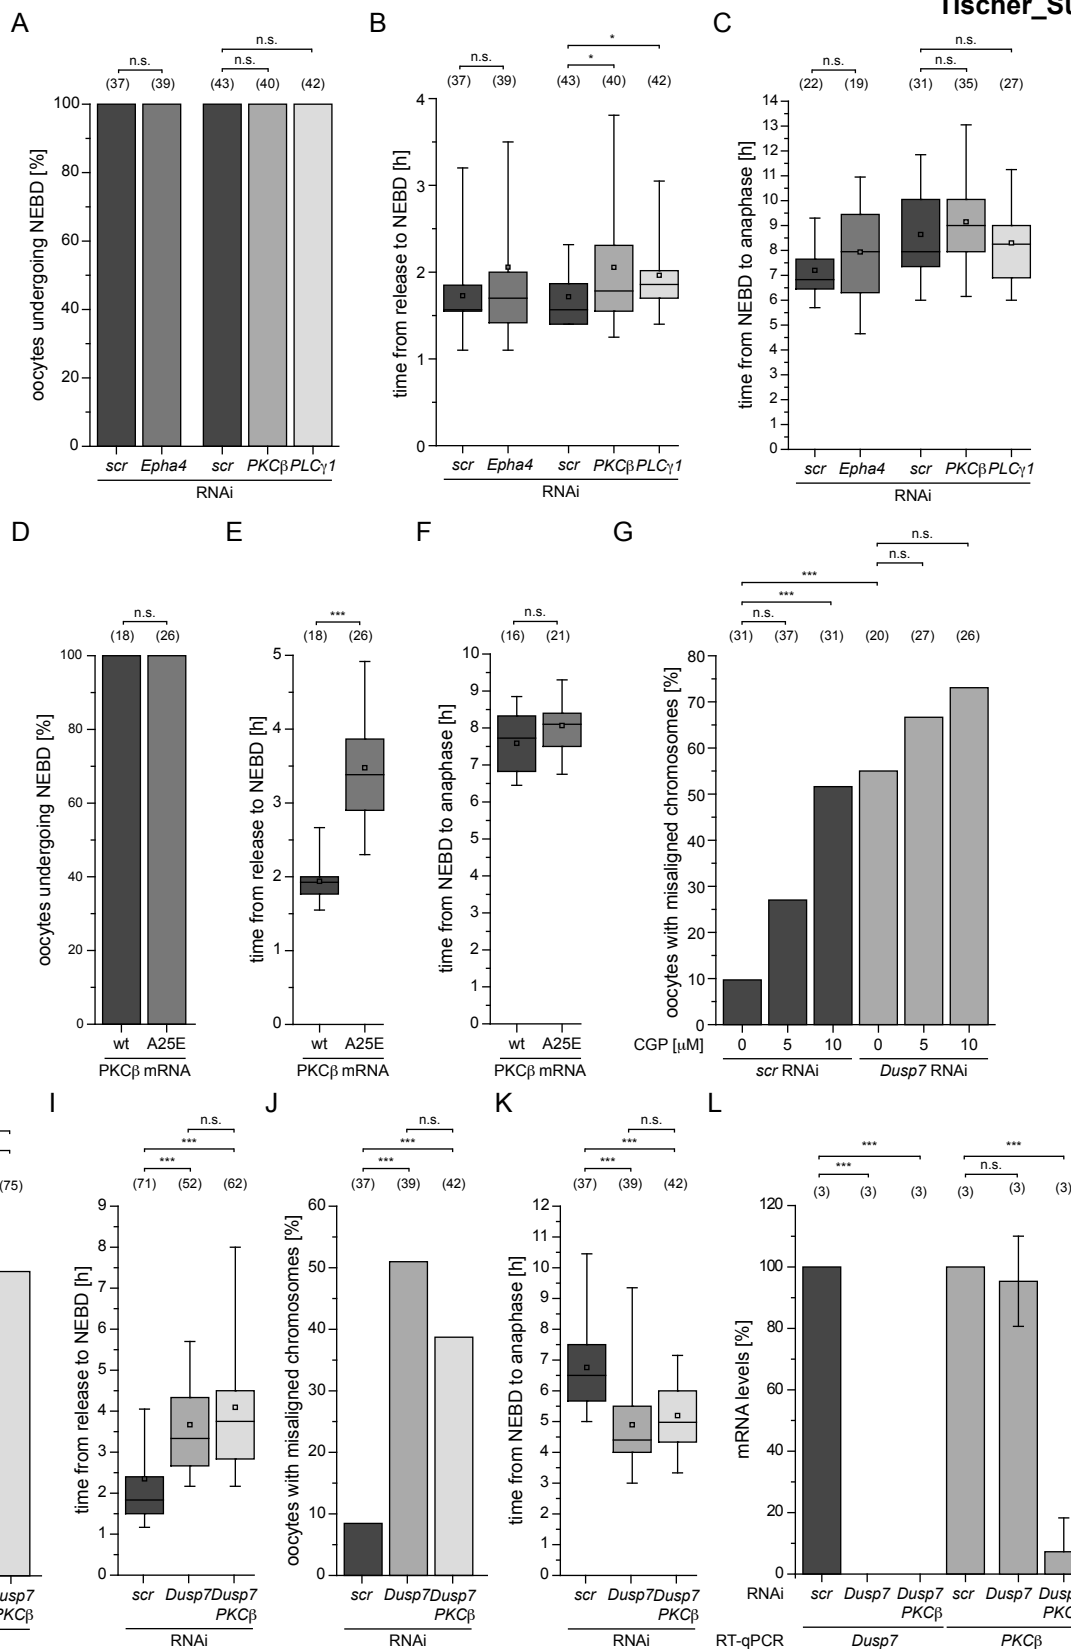 Tischer_Su
A
n.s.
n.s.
n.s.
(37) (39) (43) (40) (42)
oocytes undergoing NEBD [%]
100
80
60
40
20
0
scr Epha4 scr PKCβ PLCγ1
RNAi
B
*
n.s.
*
(37) (39) (43) (40) (42)
time from release to NEBD [h]
4
3
2
1
0
scr Epha4 scr PKCβ PLCγ1
RNAi
C
n.s.
n.s.
n.s.
(22) (19) (31) (35) (27)
time from NEBD to anaphase [h]
14
13
12
11
10
9
8
7
6
5
4
3
2
1
0
scr Epha4 scr PKCβ PLCγ1
RNAi
D
n.s.
(18) (26)
oocytes undergoing NEBD [%]
100
80
60
40
20
0
wt A25E
PKCβ mRNA
E
***
(18) (26)
time from release to NEBD [h]
5
4
3
2
1
0
wt A25E
PKCβ mRNA
F
n.s.
(16) (21)
time from NEBD to anaphase [h]
10
9
8
7
6
5
4
3
2
1
0
wt A25E
PKCβ mRNA
G
n.s.
n.s.
***
***
n.s.
(31) (37) (31) (20) (27) (26)
oocytes with misaligned chromosomes [%]
80
70
60
50
40
30
20
10
0
CGP [µM] 0 5 10 0 5 10
scr RNAi Dusp7 RNAi
(75)
usp7
PKCβ
I
n.s.
***
***
(71) (52) (62)
time from release to NEBD [h]
9
8
7
6
5
4
3
2
1
0
scr Dusp7 Dusp7
PKCβ
RNAi
J
n.s.
***
***
(37) (39) (42)
oocytes with misaligned chromosomes [%]
60
50
40
30
20
10
0
scr Dusp7 Dusp7
PKCβ
RNAi
K
n.s.
***
***
(37) (39) (42)
time from NEBD to anaphase [h]
12
11
10
9
8
7
6
5
4
3
2
1
0
scr Dusp7 Dusp7
PKCβ
RNAi
L
*** ***
*** n.s.
(3) (3) (3) (3) (3) (3)
mRNA levels [%]
120
100
80
60
40
20
0
RNAi scr Dusp7 Dusp7 scr Dusp7 Dusp
PKCβ PKC
RT-qPCR Dusp7 PKCβ